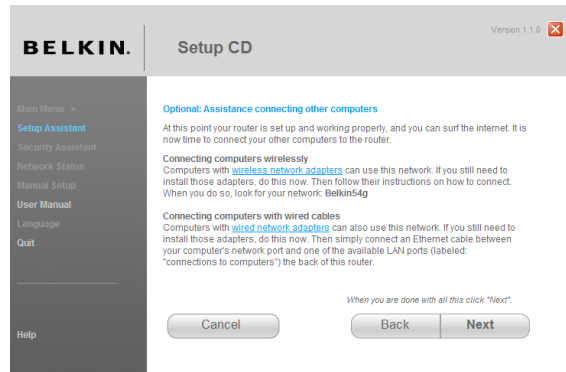 Version 1.1.0
BELKIN.
Setup CD
Main Menu >
Setup Assistant
Security Assistant
Network Status
Manual Setup
User Manual
Language
Quit
Help
Optional: Assistance connecting other computers
At this point your router is set up and working properly, and you can surf the internet. It is
now time to connect your other computers to the router.
Connecting computers wirelessly
Computers with wireless network adapters can use this network. If you still need to
install those adapters, do this now. Then follow their instructions on how to connect.
When you do so, look for your network: Belkin54g
Connecting computers with wired cables
Computers with wired network adapters can also use this network. If you still need to
install those adapters, do this now. Then simply connect an Ethernet cable between
your computer's network port and one of the available LAN ports (labeled:
"connections to computers") the back of this router.
When you are done with all this click "Next".
Cancel
Back
Next